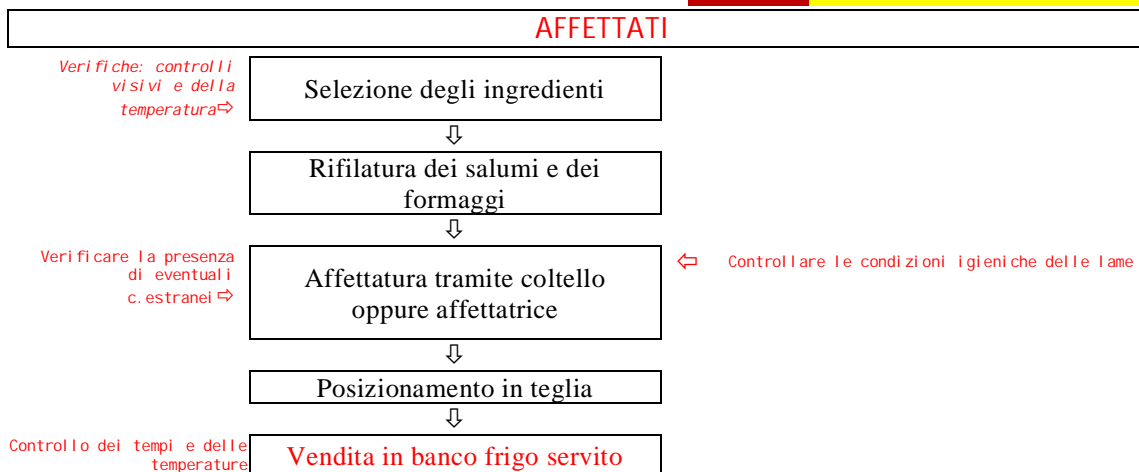 AFFETTATI
Verifiche: controlli
visivi e della
temperatura⇨
Selezione degli ingredienti
⇩
Rifilatura dei salumi e dei
formaggi
⇩
Verificare la presenza
di eventuali
c.estranei⇨
Affettatura tramite coltello
oppure affettatrice
⇦ Controllare le condizioni igieniche delle lame
⇩
Posizionamento in teglia
⇩
Controllo dei tempi e delle
temperature
Vendita in banco frigo servito